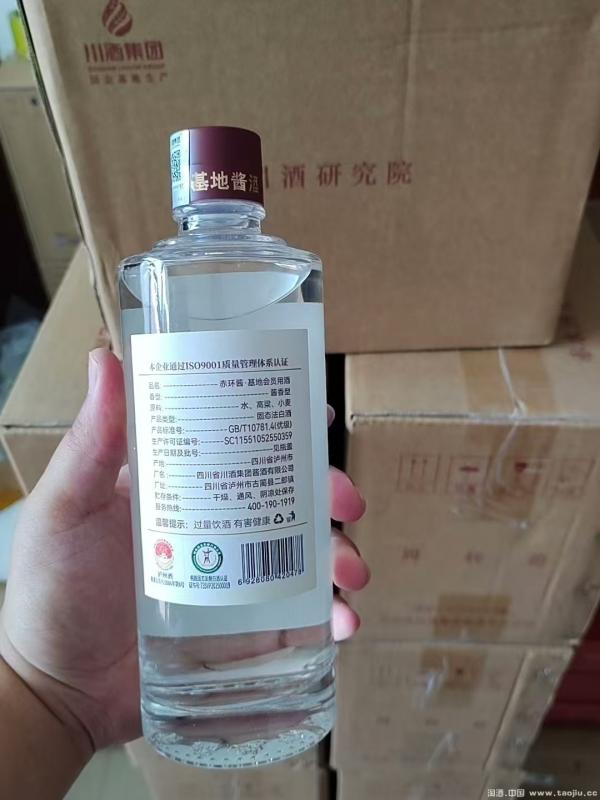 川酒集团
国企基地生产
川酒研究院
基地酱酒
本企业通过ISO9001质量管理体系认证
品名:------赤环酱·基地会员用酒
香型:------酱香型
原料:------水、高粱、小麦
产品类型:------固态法白酒
产品标准号:------GB/T10781.4(优级)
生产许可证编号:------SC11551052550359
生产日期及批号:------见瓶盖
产地:------四川省泸州市
厂名:------四川省川酒集团酱酒有限公司
厂址:------四川省泸州市古蔺县二郎镇
贮存条件:------干燥、通风、阴凉处保存
服务热线:------400-190-1919
温馨提示:过量饮酒 有害健康
泸州酒
6926080420479
淘酒.中国 www.taojiu.cc